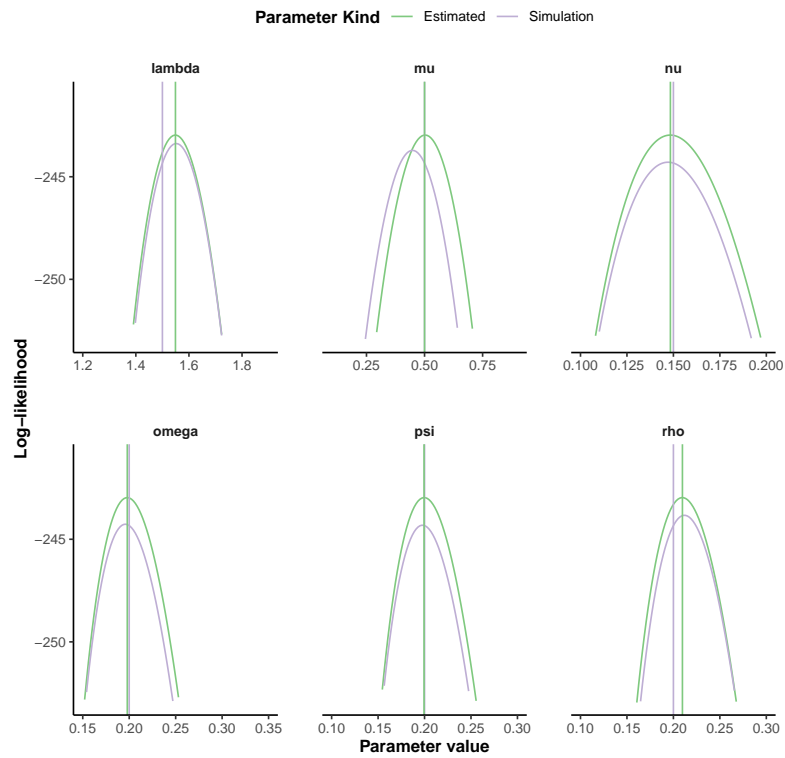 Parameter Kind Estimated Simulation
lambda mu nu
−245
−250
1.2 1.4 1.6 1.8 0.25 0.50 0.75 0.100 0.125 0.150 0.175 0.200
Log−likelihood
omega psi rho
−245
−250
0.15 0.20 0.25 0.30 0.35 0.10 0.15 0.20 0.25 0.30 0.10 0.15 0.20 0.25 0.30
Parameter value